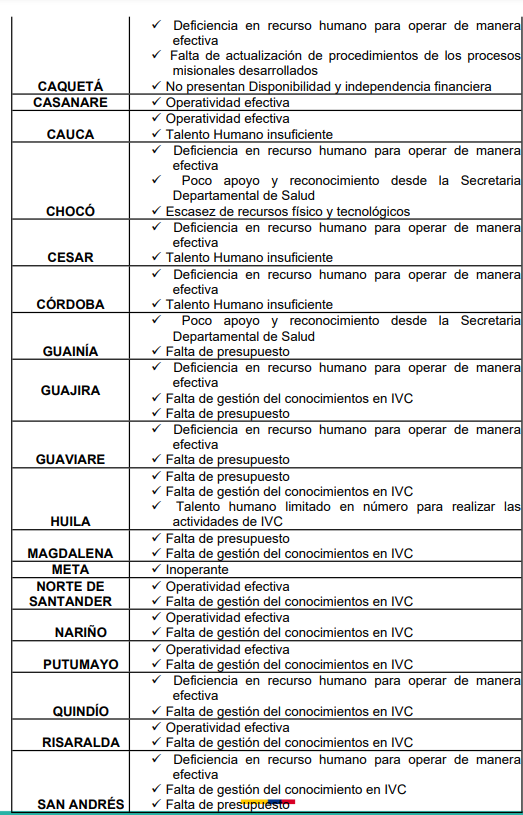 ✓ Deficiencia en recurso humano para operar de manera
efectiva
✓ Falta de actualización de procedimientos de los procesos
misionales desarrollados
CAQUETÁ ✓ No presentan Disponibilidad y independencia financiera
CASANARE ✓ Operatividad efectiva
✓ Operatividad efectiva
CAUCA ✓ Talento Humano insuficiente
✓ Deficiencia en recurso humano para operar de manera
efectiva
✓ Poco apoyo y reconocimiento desde la Secretaria
Departamental de Salud
CHOCÓ ✓ Escasez de recursos físico y tecnológicos
✓ Deficiencia en recurso humano para operar de manera
efectiva
CESAR ✓ Talento Humano insuficiente
✓ Deficiencia en recurso humano para operar de manera
efectiva
CÓRDOBA ✓ Talento Humano insuficiente
✓ Poco apoyo y reconocimiento desde la Secretaria
Departamental de Salud
GUAINÍA ✓ Falta de presupuesto
✓ Deficiencia en recurso humano para operar de manera
efectiva
GUAJIRA
✓ Falta de gestión del conocimientos en IVC
✓ Falta de presupuesto
✓ Deficiencia en recurso humano para operar de manera
efectiva
GUAVIARE ✓ Falta de presupuesto
✓ Falta de presupuesto
✓ Falta de gestión del conocimientos en IVC
✓ Talento humano limitado en número para realizar las
HUILA actividades de IVC
✓ Falta de presupuesto
MAGDALENA ✓ Falta de gestión del conocimientos en IVC
META ✓ Inoperante
NORTE DE ✓ Operatividad efectiva
SANTANDER ✓ Falta de gestión del conocimientos en IVC
✓ Operatividad efectiva
NARIÑO ✓ Falta de gestión del conocimientos en IVC
✓ Operatividad efectiva
PUTUMAYO ✓ Falta de gestión del conocimientos en IVC
✓ Deficiencia en recurso humano para operar de manera
efectiva
QUINDÍO ✓ Falta de gestión del conocimientos en IVC
✓ Operatividad efectiva
RISARALDA ✓ Falta de gestión del conocimientos en IVC
✓ Deficiencia en recurso humano para operar de manera
efectiva
✓ Falta de gestión del conocimiento en IVC
SAN ANDRÉS ✓ Falta de presupuesto